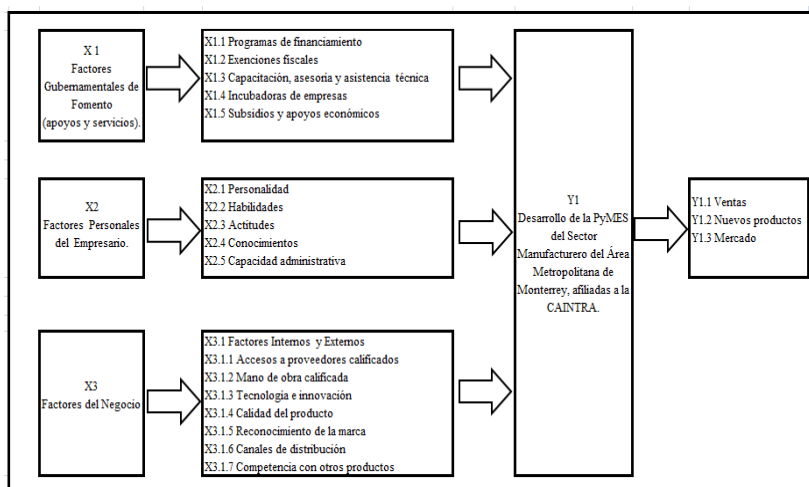 X 1
Factores
Gubernamentales de
Fomento
(apoyos y servicios).
X1.1 Programas de financiamiento
X1.2 Exenciones fiscales
X1.3 Capacitación, asesoría y asistencia técnica
X1.4 Incubadoras de empresas
X1.5 Subsidios y apoyos económicos
X2
Factores Personales
del Empresario.
X2.1 Personalidad
X2.2 Habilidades
X2.3 Actitudes
X2.4 Conocimientos
X2.5 Capacidad administrativa
X3
Factores del Negocio
X3.1 Factores Internos y Externos
X3.1.1 Accesos a proveedores calificados
X3.1.2 Mano de obra calificada
X3.1.3 Tecnología e innovación
X3.1.4 Calidad del producto
X3.1.5 Reconocimiento de la marca
X3.1.6 Canales de distribución
X3.1.7 Competencia con otros productos
Y1
Desarrollo de la PyMES
del Sector
Manufacturero del Área
Metropolitana de
Monterrey, afiliadas a la
CAINTRA.
Y1.1 Ventas
Y1.2 Nuevos productos
Y1.3 Mercado